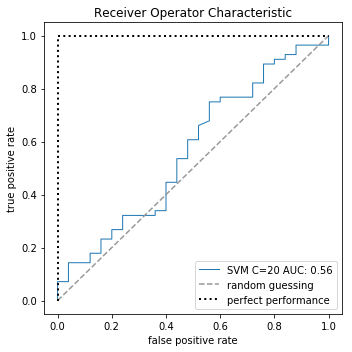 Receiver Operator Characteristic
true positive rate
1.0
0.8
0.6
0.4
0.2
0.0
SVM C=20 AUC: 0.56
random guessing
perfect performance
0.0 0.2 0.4 0.6 0.8 1.0
false positive rate